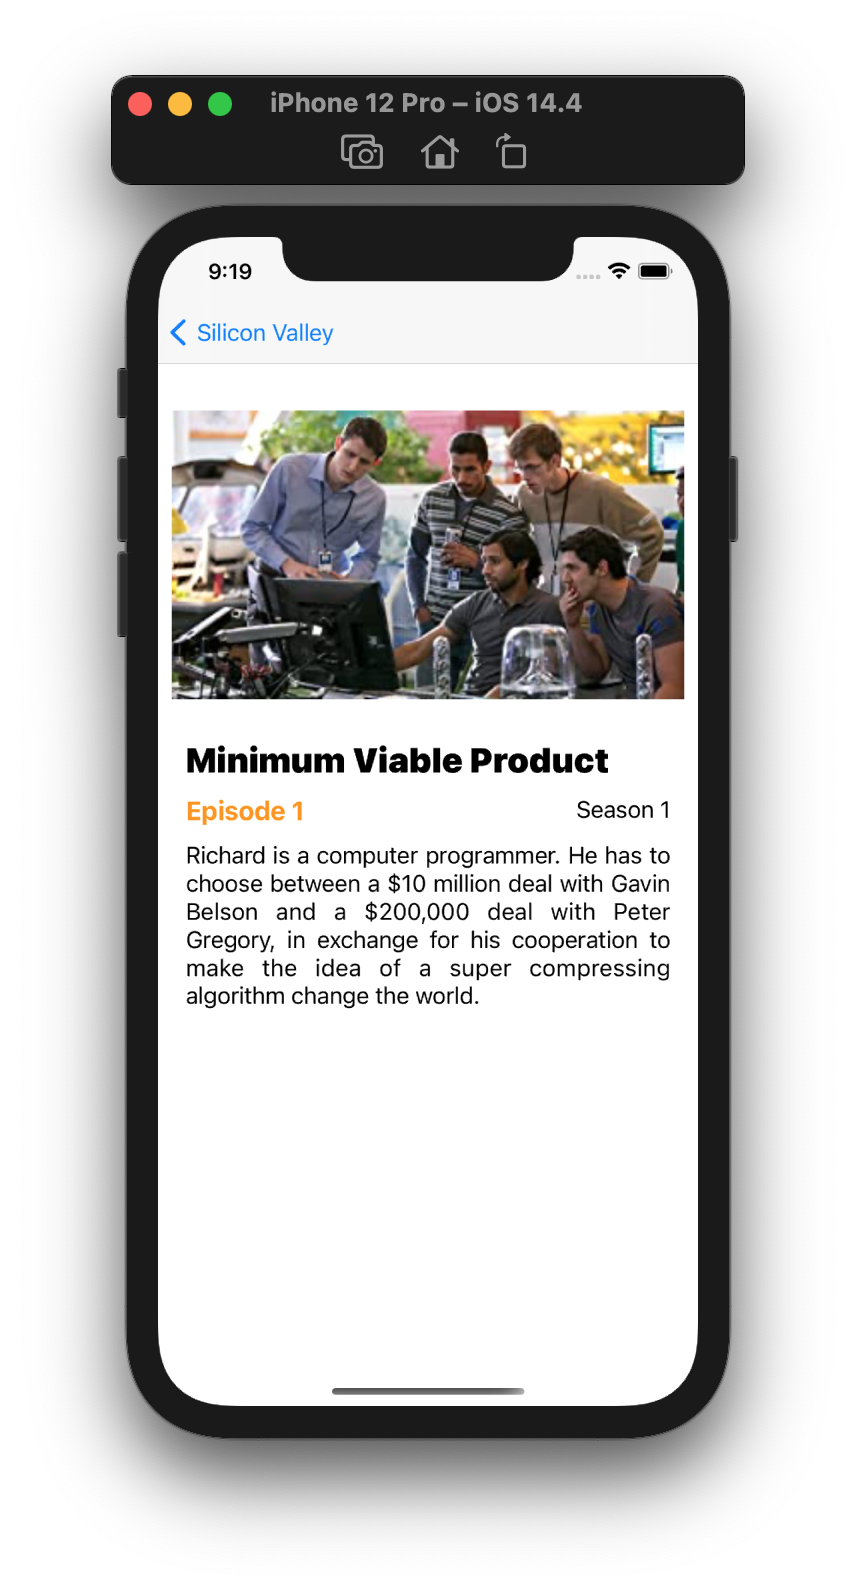 iPhone 12 Pro – iOS 14.4
9:19
Silicon Valley
Minimum Viable Product
Episode 1
Season 1
Richard is a computer programmer. He has to
choose between a $10 million deal with Gavin
Belson and a $200,000 deal with Peter
Gregory, in exchange for his cooperation to
make the idea of a super compressing
algorithm change the world.